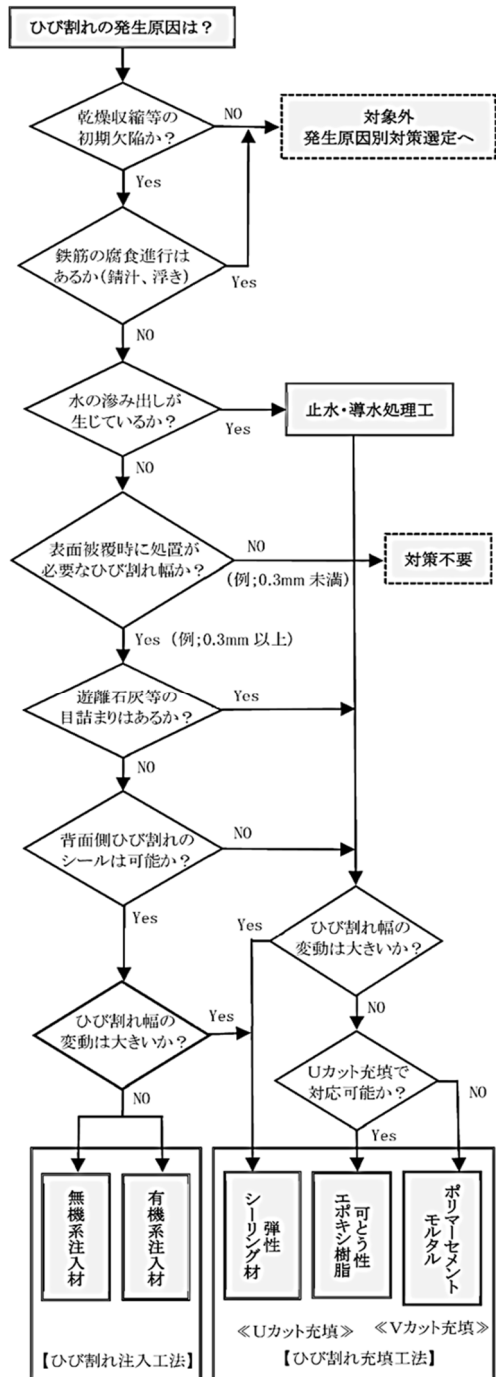 ひび割れの発生原因は？
乾燥収縮等の
初期欠陥か？
NO
対象外
発生原因別対策選定へ
Yes
鉄筋の腐食進行は
あるか(錆汁、浮き)
Yes
NO
水の滲み出しが
生じているか？
Yes
止水・導水処理工
NO
表面被覆時に処置が
必要なひび割れ幅か？
NO
(例;0.3mm 未満)
対策不要
Yes (例;0.3mm 以上)
遊離石灰等の
目詰まりはあるか？
Yes
NO
背面側ひび割れの
シールは可能か？
NO
Yes
ひび割れ幅の
変動は大きいか？
Yes
NO
ひび割れ幅の
変動は大きいか？
Yes
NO
Uカット充填で
対応可能か？
NO
Yes
無機系注入材
有機系注入材
弾性
シーリング材
可とう性
エポキシ樹脂
ポリマーセメント
モルタル
≪Uカット充填≫
≪Vカット充填≫
【ひび割れ注入工法】
【ひび割れ充填工法】